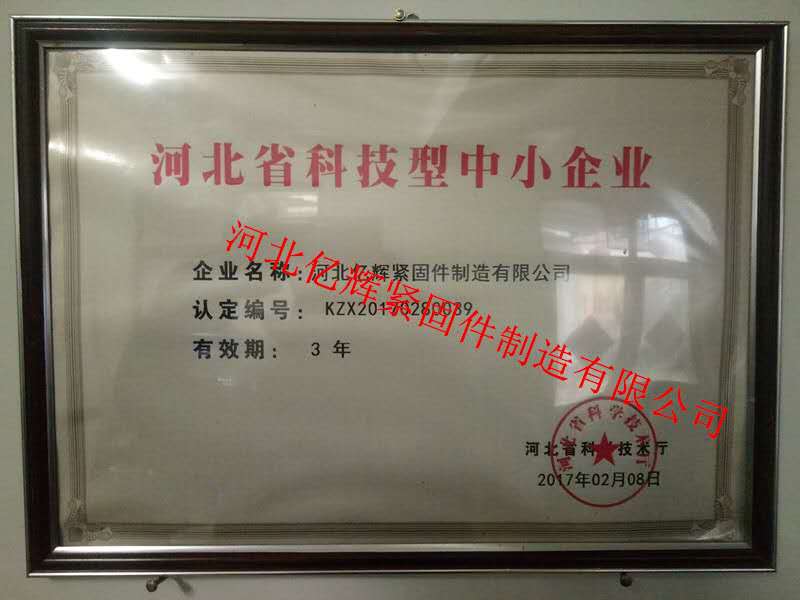 河北省科技型中小企业
企业名称：河北亿辉紧固件制造有限公司
认定编号：KZX20170280039
有效期：3 年
河北省科学技术厅
2017年02月08日
河北省科学技术厅
河北亿辉紧固件制造有限公司